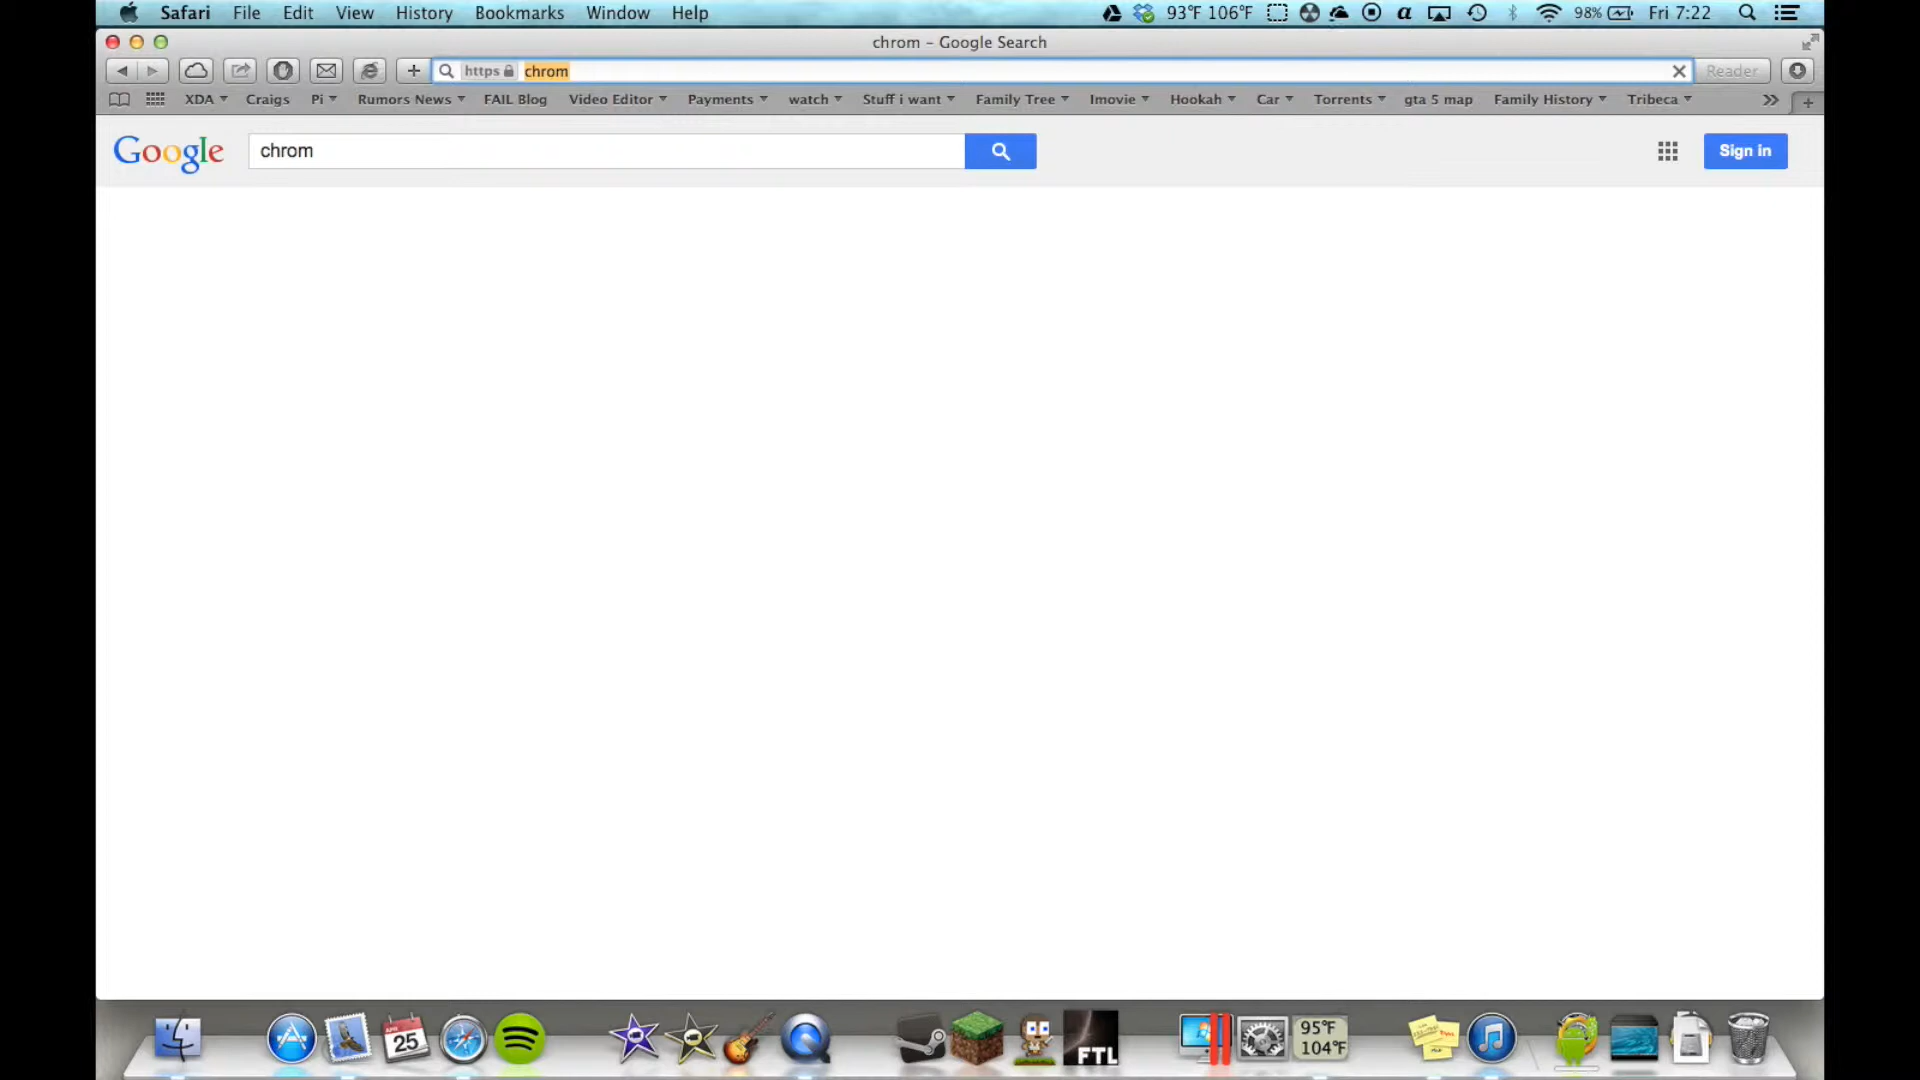 Safari File Edit View History Bookmarks Window Help 93°F 106°F a 98% Fri 7:22
chrom – Google Search
https chrom Reader
XDA Craigs Pi Rumors News FAIL Blog Video Editor Payments watch Stuff i want Family Tree Imovie Hookah Car Torrents gta 5 map Family History Tribeca
Google chrom Sign in
APR 25 FTL 95°F
104°F